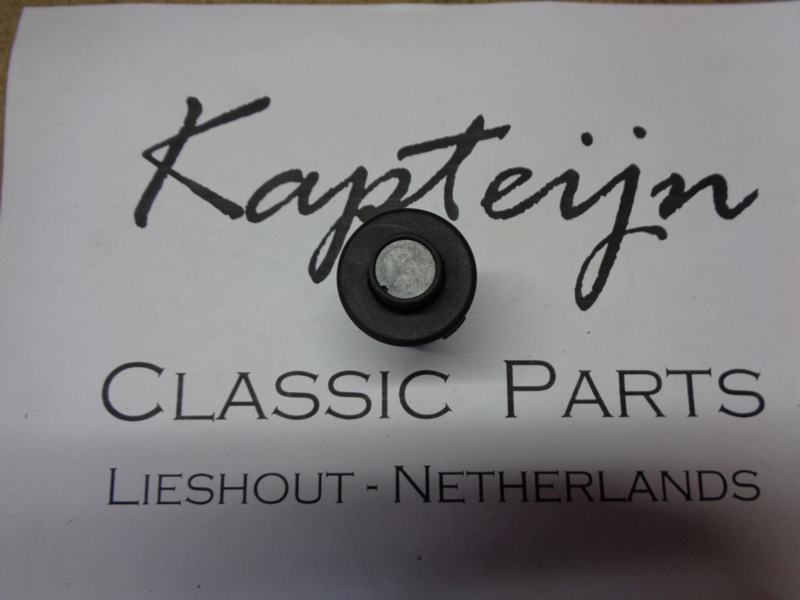 Kapteijn
CLASSIC PARTS
LIESHOUT - NETHERLANDS